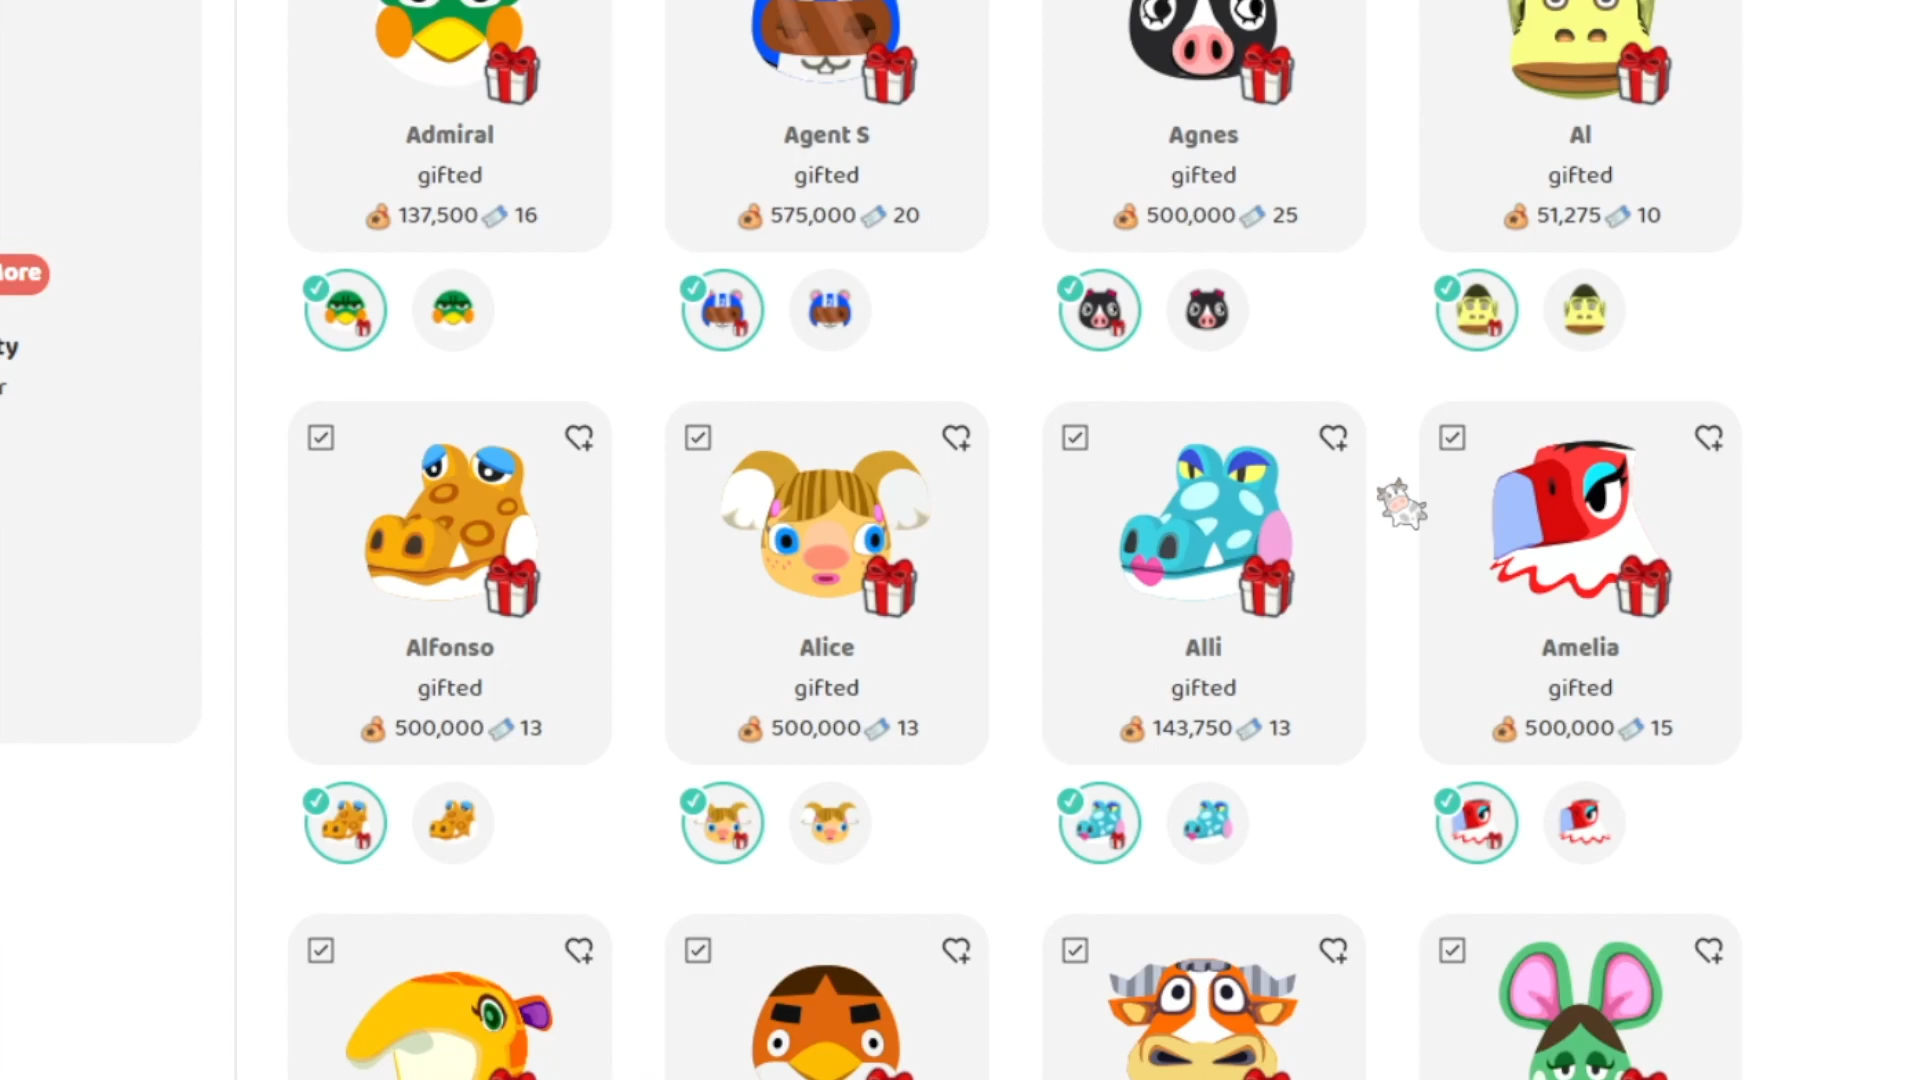 ty
Admiral
gifted
137,500 16
Agent S
gifted
575,000 20
Agnes
gifted
500,000 25
Al
gifted
51,275 10
Alfonso
gifted
500,000 13
Alice
gifted
500,000 13
Alli
gifted
143,750 13
Amelia
gifted
500,000 15